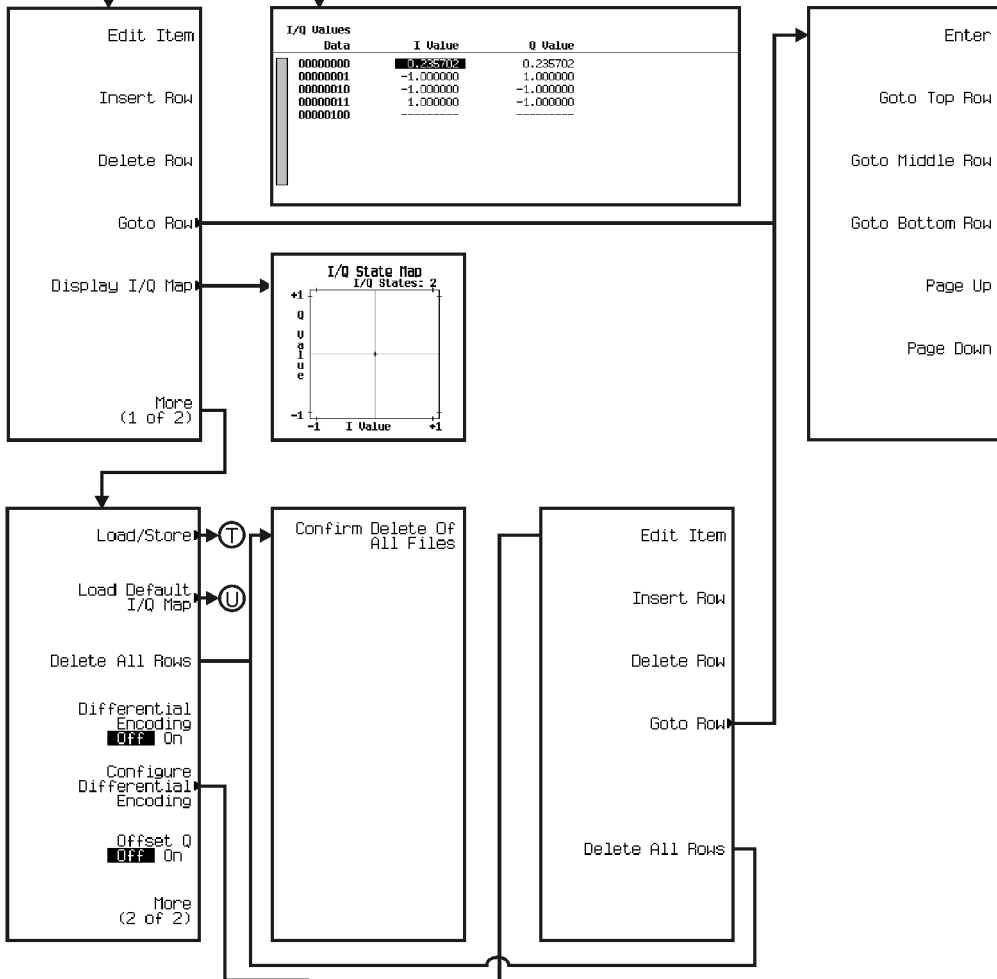 Edit Item
Insert Row
Delete Row
Goto Row
Display I/Q Map
More
(1 of 2)
I/Q Values
Data I Value Q Value
00000000 0.235702 0.235702
00000001 -1.000000 1.000000
00000010 -1.000000 -1.000000
00000011 1.000000 -1.000000
00000100 --------- ---------
I/Q State Map
I/Q States: 2
+1
Q Value
-1
-1 I Value +1
Enter
Goto Top Row
Goto Middle Row
Goto Bottom Row
Page Up
Page Down
Load/Store
T
Load Default
I/Q Map
U
Delete All Rows
Differential
Encoding
Off On
Configure
Differential
Encoding
Offset Q
Off On
More
(2 of 2)
Confirm Delete Of
All Files
Edit Item
Insert Row
Delete Row
Goto Row
Delete All Rows